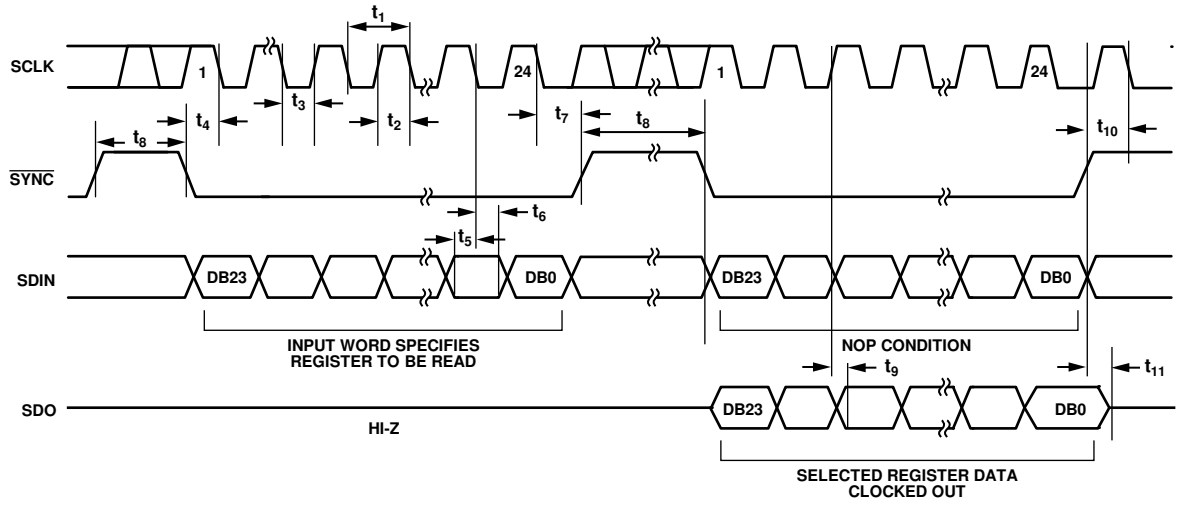 t1
SCLK
1
24
1
24
t3
t4
t2
t7
t8
t8
t10
SYNC
t6
t5
SDIN
DB23
DB0
DB23
DB0
INPUT WORD SPECIFIES
REGISTER TO BE READ
NOP CONDITION
t9
t11
SDO
DB23
DB0
HI-Z
SELECTED REGISTER DATA
CLOCKED OUT